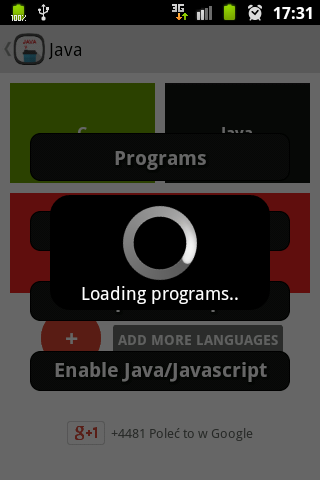 3G
17:31
JAVA
Java
Programs
Loading programs..
+
ADD MORE LANGUAGES
Enable Java/Javascript
g+1
+4481 Poleć to w Google